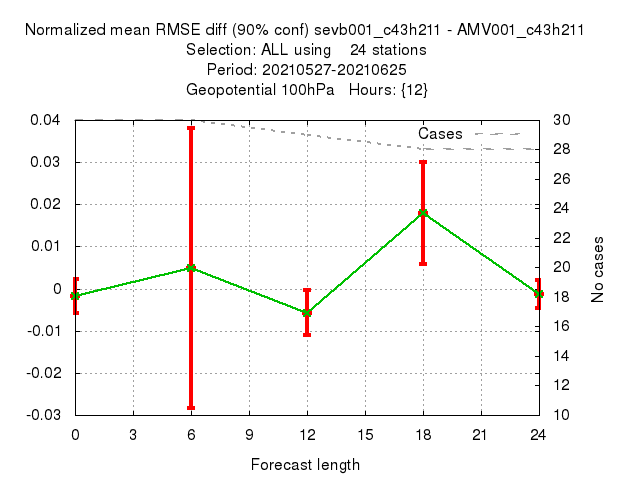 Normalized mean RMSE diff (90% conf) sevb001_c43h211 - AMV001_c43h211
Selection: ALL using    24 stations
Period: 20210527-20210625
Geopotential 100hPa   Hours: {12}
0.04
0.03
0.02
0.01
0
-0.01
-0.02
-0.03
Cases
30
28
26
24
22
20
18
16
14
12
10
No cases
0 3 6 9 12 15 18 21 24
Forecast length